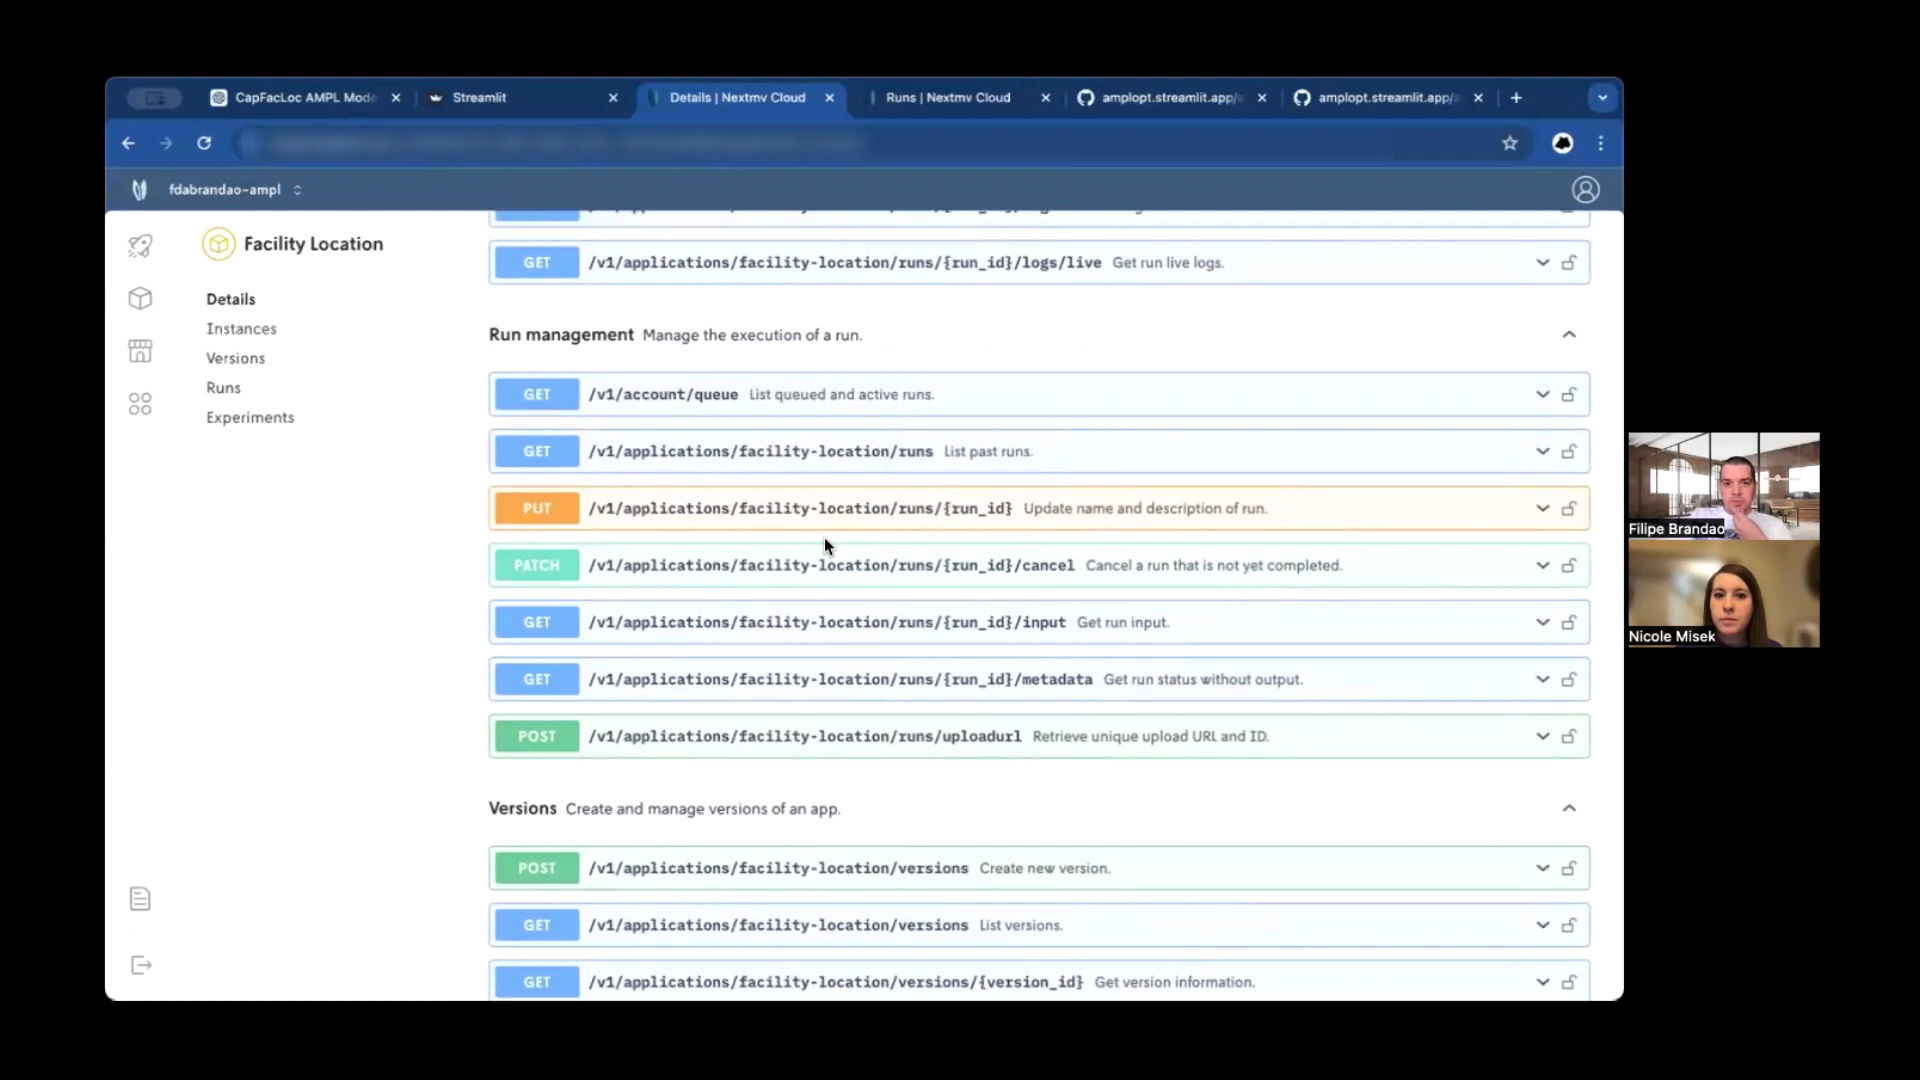 CapFacLoc AMPL Mode
Streamlit
Details | Nextmv Cloud
Runs | Nextmv Cloud
amplopt.streamlit.app/
amplopt.streamlit.app/
fdabrandao-ampl
Facility Location
Details
Instances
Versions
Runs
Experiments
GET /v1/applications/facility-location/runs/{run_id}/logs/live Get run live logs.
Run management Manage the execution of a run.
GET /v1/account/queue List queued and active runs.
GET /v1/applications/facility-location/runs List past runs.
PUT /v1/applications/facility-location/runs/{run_id} Update name and description of run.
PATCH /v1/applications/facility-location/runs/{run_id}/cancel Cancel a run that is not yet completed.
GET /v1/applications/facility-location/runs/{run_id}/input Get run input.
GET /v1/applications/facility-location/runs/{run_id}/metadata Get run status without output.
POST /v1/applications/facility-location/runs/uploadurl Retrieve unique upload URL and ID.
Versions Create and manage versions of an app.
POST /v1/applications/facility-location/versions Create new version.
GET /v1/applications/facility-location/versions List versions.
GET /v1/applications/facility-location/versions/{version_id} Get version information.
Filipe Brandao
Nicole Misek